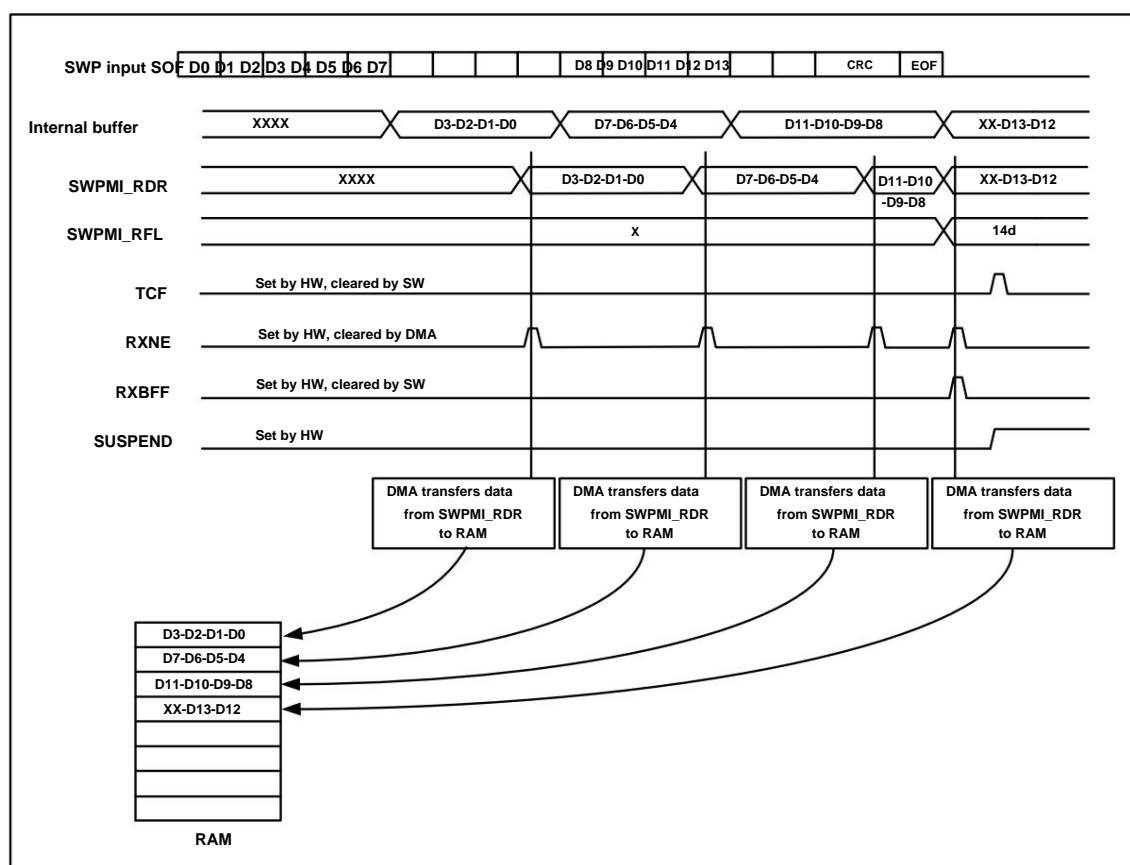 SWP input SOF D0 D1 D2 D3 D4 D5 D6 D7 D8 D9 D10 D11 D12 D13 CRC EOF
Internal buffer XXXX D3-D2-D1-D0 D7-D6-D5-D4 D11-D10-D9-D8 XX-D13-D12
SWPMI_RDR XXXX D3-D2-D1-D0 D7-D6-D5-D4 D11-D10 XX-D13-D12
-D9-D8
SWPMI_RFL X 14d
TCF Set by HW, cleared by SW
RXNE Set by HW, cleared by DMA
RXBFF Set by HW, cleared by SW
SUSPEND Set by HW
DMA transfers data
from SWPMI_RDR
to RAM
DMA transfers data
from SWPMI_RDR
to RAM
DMA transfers data
from SWPMI_RDR
to RAM
DMA transfers data
from SWPMI_RDR
to RAM
D3-D2-D1-D0
D7-D6-D5-D4
D11-D10-D9-D8
XX-D13-D12
RAM